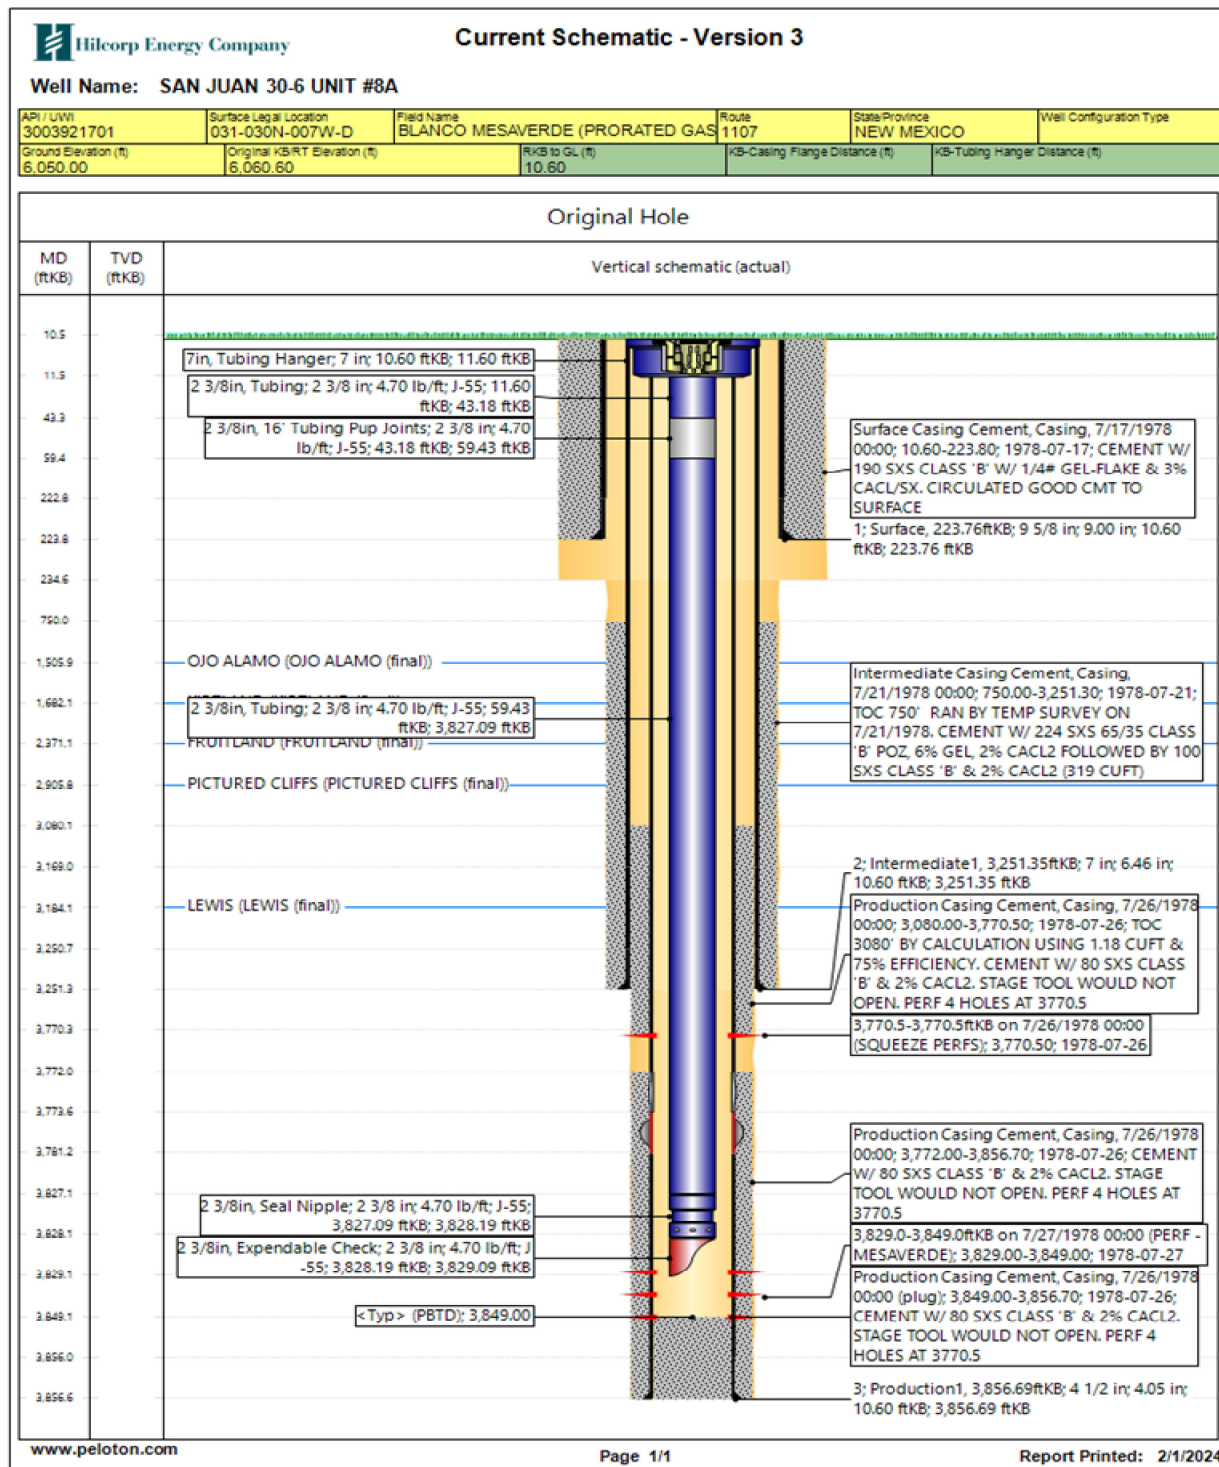 Hilcorp Energy Company
Current Schematic - Version 3
Well Name: SAN JUAN 30-6 UNIT #8A
API / UWI
3003921701
Surface Legal Location
031-030N-007W-D
Field Name
BLANCO MESAVERDE (PRORATED GAS
Route
1107
State/Province
NEW MEXICO
Well Configuration Type
Ground Elevation (ft)
6,050.00
Original KB/RT Elevation (ft)
6,060.60
RKB to GL (ft)
10.60
KB-Casing Flange Distance (ft)
KB-Tubing Hanger Distance (ft)
Original Hole
MD
(ftKB)
TVD
(ftKB)
Vertical schematic (actual)
10.5
11.5
43.3
59.4
222.8
223.8
234.6
750.0
1,505.9
1,682.1
2,371.1
2,905.8
3,080.1
3,169.0
3,184.1
3,250.7
3,251.3
3,770.3
3,772.0
3,773.6
3,781.2
3,827.1
3,828.1
3,829.1
3,849.1
3,856.0
3,856.6
7in, Tubing Hanger; 7 in; 10.60 ftKB; 11.60 ftKB
2 3/8in, Tubing; 2 3/8 in; 4.70 lb/ft; J-55; 11.60
ftKB; 43.18 ftKB
2 3/8in, 16' Tubing Pup Joints; 2 3/8 in; 4.70
lb/ft; J-55; 43.18 ftKB; 59.43 ftKB
Surface Casing Cement, Casing, 7/17/1978
00:00; 10.60-223.80; 1978-07-17; CEMENT W/
190 SXS CLASS 'B' W/ 1/4# GEL-FLAKE & 3%
CACL/SX. CIRCULATED GOOD CMT TO
SURFACE
1; Surface, 223.76ftKB; 9 5/8 in; 9.00 in; 10.60
ftKB; 223.76 ftKB
OJO ALAMO (OJO ALAMO (final))
2 3/8in, Tubing; 2 3/8 in; 4.70 lb/ft; J-55; 59.43
ftKB; 3,827.09 ftKB
FRUITLAND (FRUITLAND (final))
PICTURED CLIFFS (PICTURED CLIFFS (final))
Intermediate Casing Cement, Casing,
7/21/1978 00:00; 750.00-3,251.30; 1978-07-21;
TOC 750' RAN BY TEMP SURVEY ON
7/21/1978. CEMENT W/ 224 SXS 65/35 CLASS
'B' POZ, 6% GEL, 2% CACL2 FOLLOWED BY 100
SXS CLASS 'B' & 2% CACL2 (319 CUFT)
2; Intermediate1, 3,251.35ftKB; 7 in; 6.46 in;
10.60 ftKB; 3,251.35 ftKB
LEWIS (LEWIS (final))
Production Casing Cement, Casing, 7/26/1978
00:00; 3,080.00-3,770.50; 1978-07-26; TOC
3080' BY CALCULATION USING 1.18 CUFT &
75% EFFICIENCY. CEMENT W/ 80 SXS CLASS
'B' & 2% CACL2. STAGE TOOL WOULD NOT
OPEN. PERF 4 HOLES AT 3770.5
3,770.5-3,770.5ftKB on 7/26/1978 00:00
(SQUEEZE PERFS); 3,770.50; 1978-07-26
Production Casing Cement, Casing, 7/26/1978
00:00; 3,772.00-3,856.70; 1978-07-26; CEMENT
W/ 80 SXS CLASS 'B' & 2% CACL2. STAGE
TOOL WOULD NOT OPEN. PERF 4 HOLES AT
3770.5
2 3/8in, Seal Nipple; 2 3/8 in; 4.70 lb/ft; J-55;
3,827.09 ftKB; 3,828.19 ftKB
2 3/8in, Expendable Check; 2 3/8 in; 4.70 lb/ft; J
-55; 3,828.19 ftKB; 3,829.09 ftKB
3,829.0-3,849.0ftKB on 7/27/1978 00:00 (PERF -
MESAVERDE); 3,829.00-3,849.00; 1978-07-27
Production Casing Cement, Casing, 7/26/1978
00:00 (plug); 3,849.00-3,856.70; 1978-07-26;
CEMENT W/ 80 SXS CLASS 'B' & 2% CACL2.
STAGE TOOL WOULD NOT OPEN. PERF 4
HOLES AT 3770.5
<Typ> (PBTD); 3,849.00
3; Production1, 3,856.69ftKB; 4 1/2 in; 4.05 in;
10.60 ftKB; 3,856.69 ftKB
www.peloton.com
Page 1/1
Report Printed: 2/1/2024